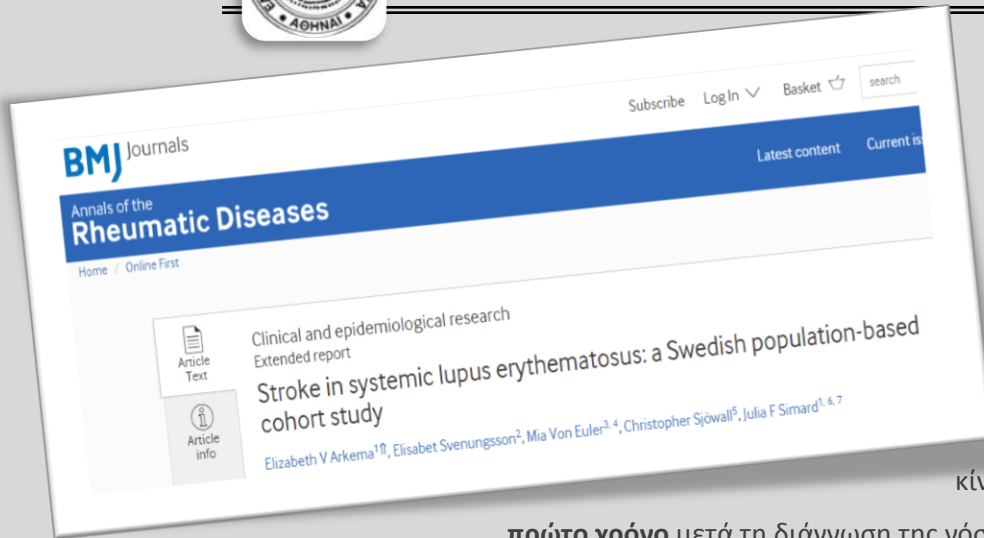 ΑΘΗΝΑΙ
BMJ Journals
Subscribe Log In Basket search
Annals of the
Rheumatic Diseases
Latest content Current
Home / Online First
Article
Text
Clinical and epidemiological research
Extended report
Stroke in systemic lupus erythematosus: a Swedish population-based
cohort study
Article
info
Elizabeth V Arkema1, Elisabet Svenungsson2, Mia Von Euler3, 4, Christopher Sjöwall5, Julia F Simard1, 6, 7
πρώτο χρόνο μετά τη διάγνωση της